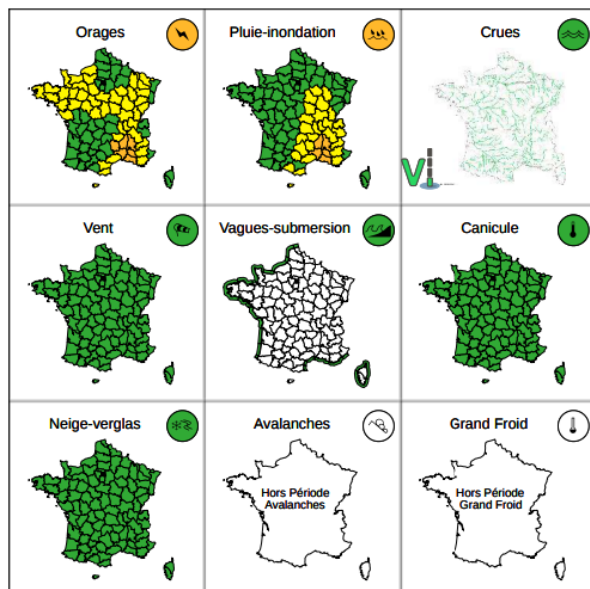 Orages
Pluie-inondation
Crues
Vi
Vent
Vagues-submersion
Canicule
Neige-verglas
Avalanches
Grand Froid
Hors Période
Avalanches
Hors Période
Grand Froid